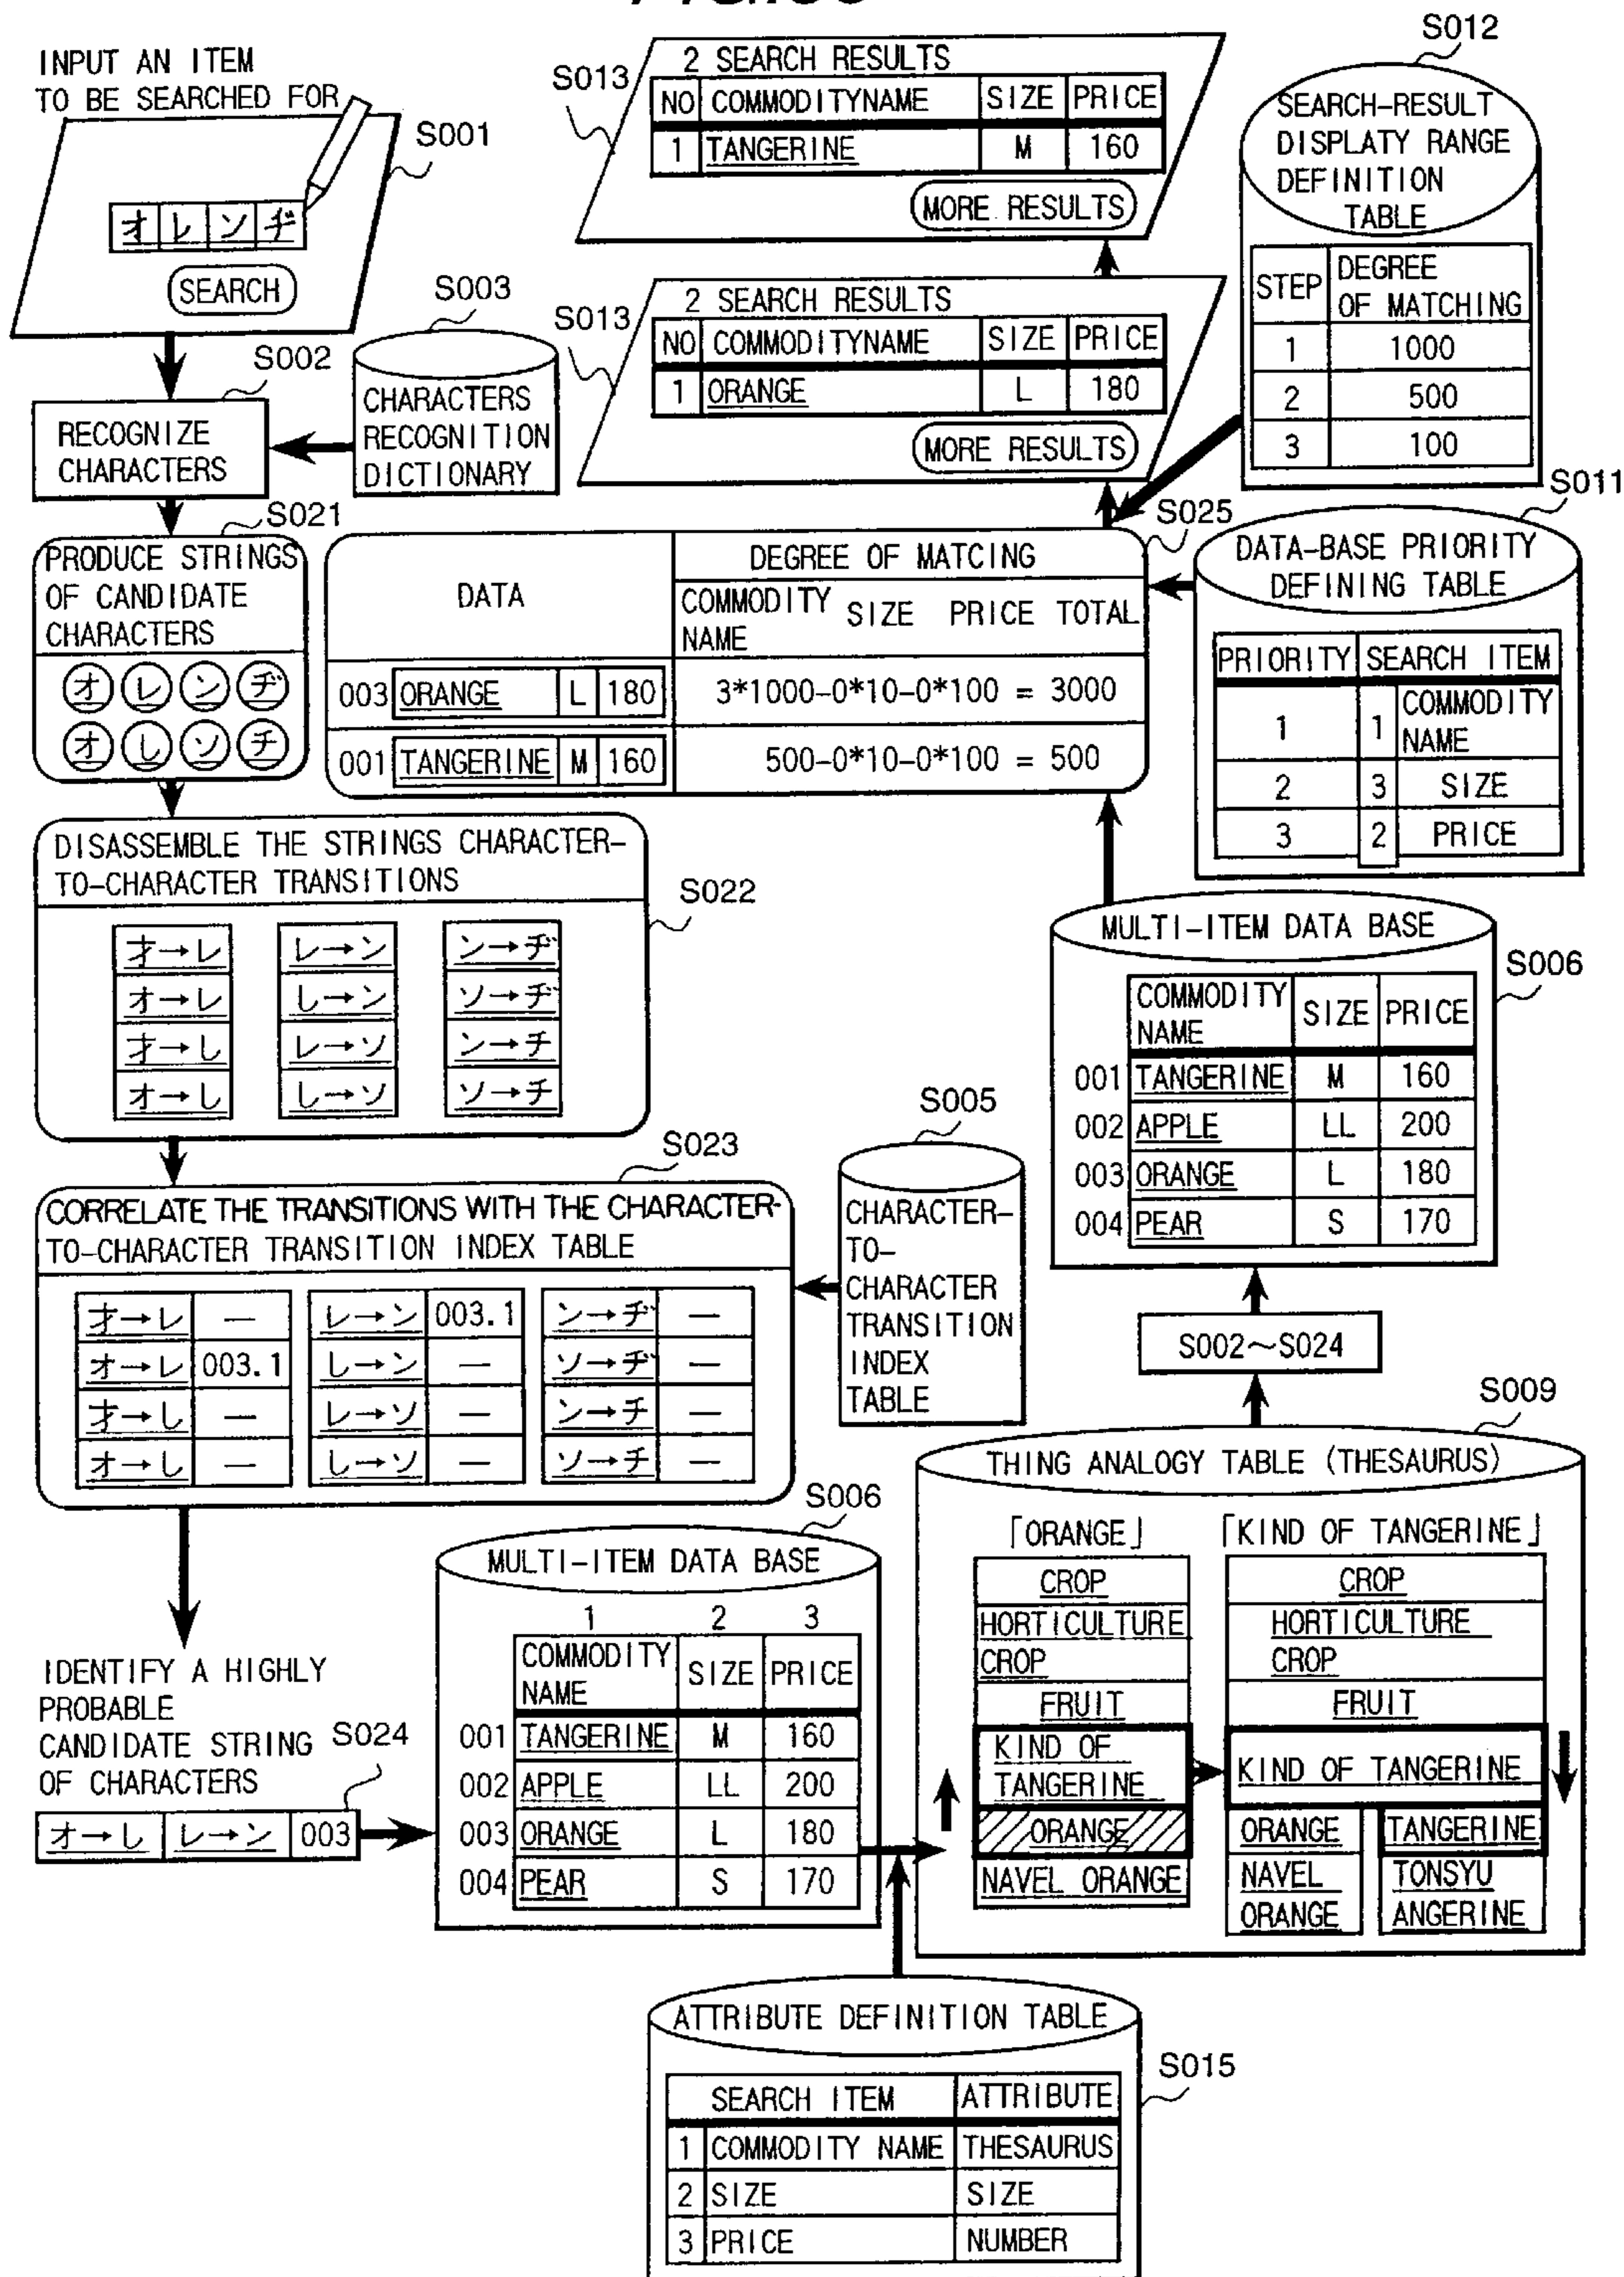 INPUT AN ITEM
TO BE SEARCHED FOR
S001
オレンヂ
SEARCH
S013
2 SEARCH RESULTS
NO COMMODITYNAME SIZE PRICE
1 TANGERINE M 160
MORE RESULTS
S013
2 SEARCH RESULTS
NO COMMODITYNAME SIZE PRICE
1 ORANGE L 180
MORE RESULTS
S012
SEARCH-RESULT
DISPLATY RANGE
DEFINITION
TABLE
STEP DEGREE
OF MATCHING
1 1000
2 500
3 100
S002
RECOGNIZE
CHARACTERS
S003
CHARACTERS
RECOGNITION
DICTIONARY
S021
PRODUCE STRINGS
OF CANDIDATE
CHARACTERS
オ レ ン ヂ
オ し ソ チ
S025
DATA DEGREE OF MATCING
COMMODITY
NAME SIZE PRICE TOTAL
003 ORANGE L 180 3*1000-0*10-0*100 = 3000
001 TANGERINE M 160 500-0*10-0*100 = 500
S011
DATA-BASE PRIORITY
DEFINING TABLE
PRIORITY SEARCH ITEM
1 1 COMMODITY
NAME
2 3 SIZE
3 2 PRICE
DISASSEMBLE THE STRINGS CHARACTER-
TO-CHARACTER TRANSITIONS
S022
才→レ レ→ン ン→ヂ
オ→レ し→ン ソ→ヂ
才→し レ→ソ ン→チ
オ→し し→ソ ソ→チ
S023
CORRELATE THE TRANSITIONS WITH THE CHARACTER-
TO-CHARACTER TRANSITION INDEX TABLE
才→レ — レ→ン 003.1 ン→ヂ —
オ→レ 003.1 し→ン — ソ→ヂ —
才→し — レ→ソ — ン→チ —
オ→し — し→ソ — ソ→チ —
S005
CHARACTER-
TO-
CHARACTER
TRANSITION
INDEX
TABLE
MULTI-ITEM DATA BASE
S006
COMMODITY
NAME SIZE PRICE
001 TANGERINE M 160
002 APPLE LL 200
003 ORANGE L 180
004 PEAR S 170
S002~S024
IDENTIFY A HIGHLY
PROBABLE
CANDIDATE STRING
OF CHARACTERS
S024
オ→し レ→ン 003
S006
MULTI-ITEM DATA BASE
1 2 3
COMMODITY
NAME SIZE PRICE
001 TANGERINE M 160
002 APPLE LL 200
003 ORANGE L 180
004 PEAR S 170
S009
THING ANALOGY TABLE (THESAURUS)
「ORANGE」
CROP
HORTICULTURE
CROP
FRUIT
KIND OF
TANGERINE
ORANGE
NAVEL ORANGE
「KIND OF TANGERINE」
CROP
HORTICULTURE
CROP
FRUIT
KIND OF TANGERINE
ORANGE TANGERINE
NAVEL
ORANGE
TONSYU
ANGERINE
ATTRIBUTE DEFINITION TABLE
S015
SEARCH ITEM ATTRIBUTE
1 COMMODITY NAME THESAURUS
2 SIZE SIZE
3 PRICE NUMBER